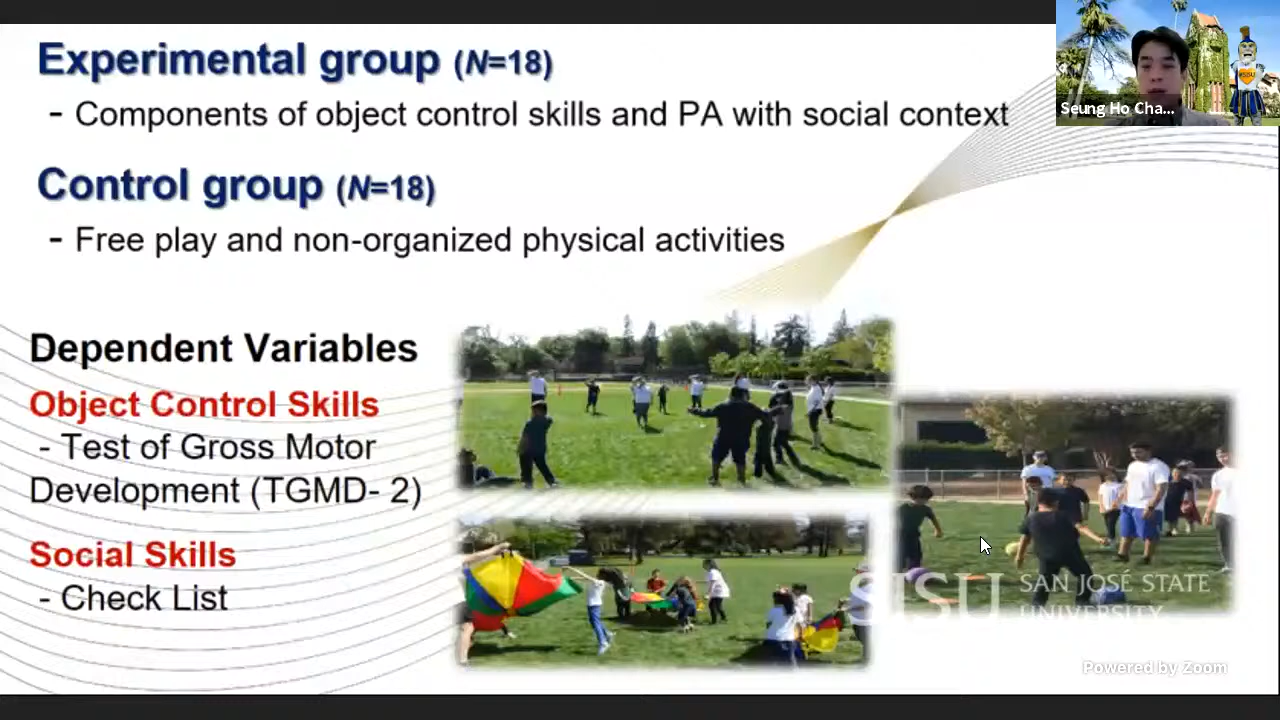 Experimental group (N=18)
- Components of object control skills and PA with social context
Control group (N=18)
- Free play and non-organized physical activities
Dependent Variables
Object Control Skills
- Test of Gross Motor
Development (TGMD- 2)
Social Skills
- Check List
Seung Ho Cha...
SJSU
SJSU SAN JOSÉ STATE
UNIVERSITY
Powered by Zoom